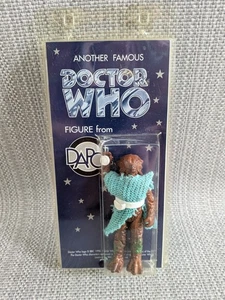 ANOTHER FAMOUS
DOCTOR
WHO
FIGURE from
DAPOL